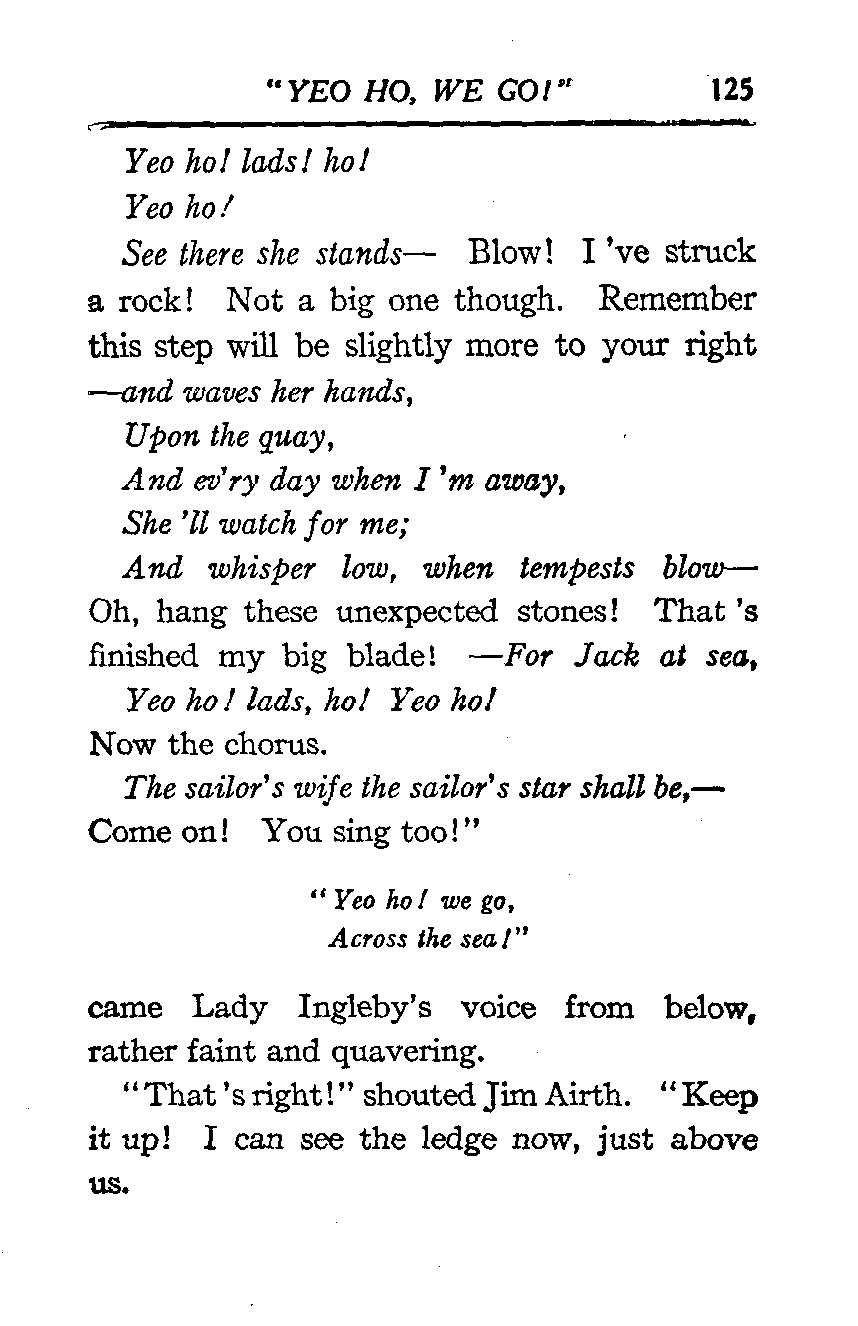 "YEO HO, WE GO!" 125
Yeo ho! lads! ho!
Yeo ho!
See there she stands— Blow! I 've struck
a rock! Not a big one though. Remember
this step will be slightly more to your right
—and waves her hands,
Upon the quay,
And ev'ry day when I 'm away,
She 'll watch for me;
And whisper low, when tempests blow—
Oh, hang these unexpected stones! That 's
finished my big blade! —For Jack at sea,
Yeo ho! lads, ho! Yeo ho!
Now the chorus.
The sailor's wife the sailor's star shall be,—
Come on! You sing too!"
"Yeo ho! we go,
Across the sea!"
came Lady Ingleby's voice from below,
rather faint and quavering.
"That 's right!" shouted Jim Airth. "Keep
it up! I can see the ledge now, just above
us.